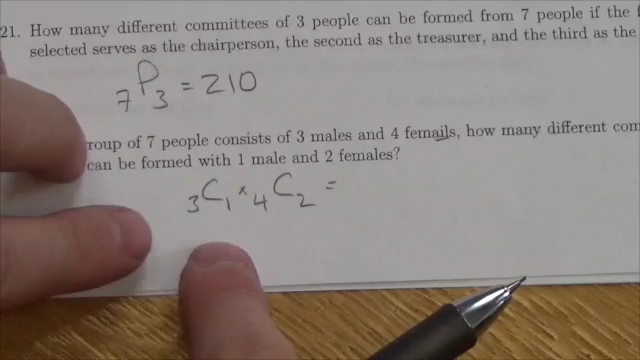 21. How many different committees of 3 people can be formed from 7 people if the
selected serves as the chairperson, the second as the treasurer, and the third as the
7P3 = 210
roup of 7 people consists of 3 males and 4 femails, how many different com
can be formed with 1 male and 2 females?
3C1 × 4C2 =